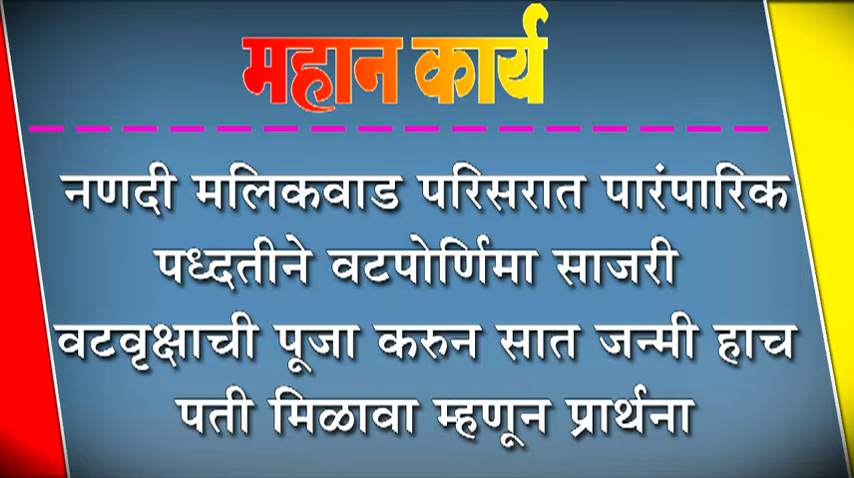 महान कार्य
नणदी मलिकवाड परिसरात पारंपारिक
पध्दतीने वटपोर्णिमा साजरी
वटवृक्षाची पूजा करुन सात जन्मी हाच
पती मिळावा म्हणून प्रार्थना